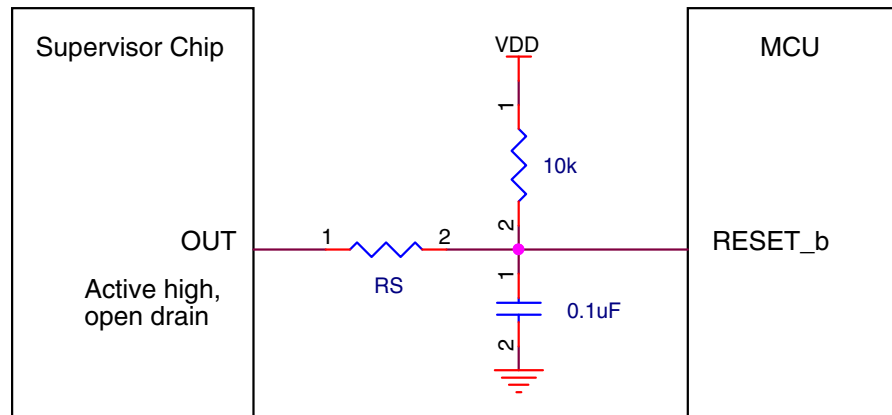 Supervisor Chip
VDD
MCU
1
10k
2
OUT
1
2
RESET_b
RS
Active high,
open drain
1
0.1uF
2